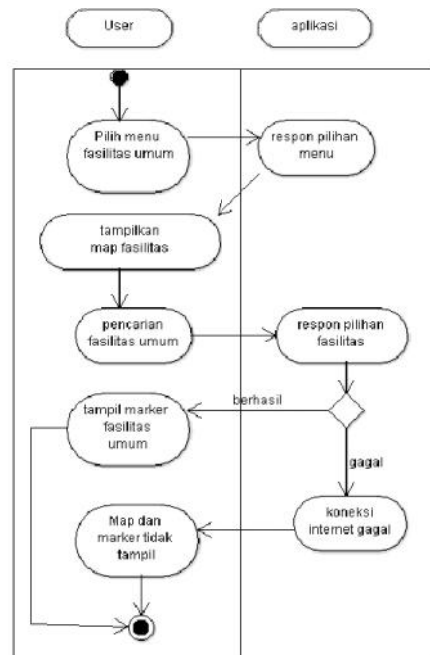 User
aplikasi
Pilih menu
fasilitas umum
respon pilihan
menu
tampilkan
map fasilitas
pencarian
fasilitas umum
respon pilihan
fasilitas
berhasil
tampil marker
fasilitas
umum
gagal
koneksi
internet gagal
Map dan
marker tidak
tampil